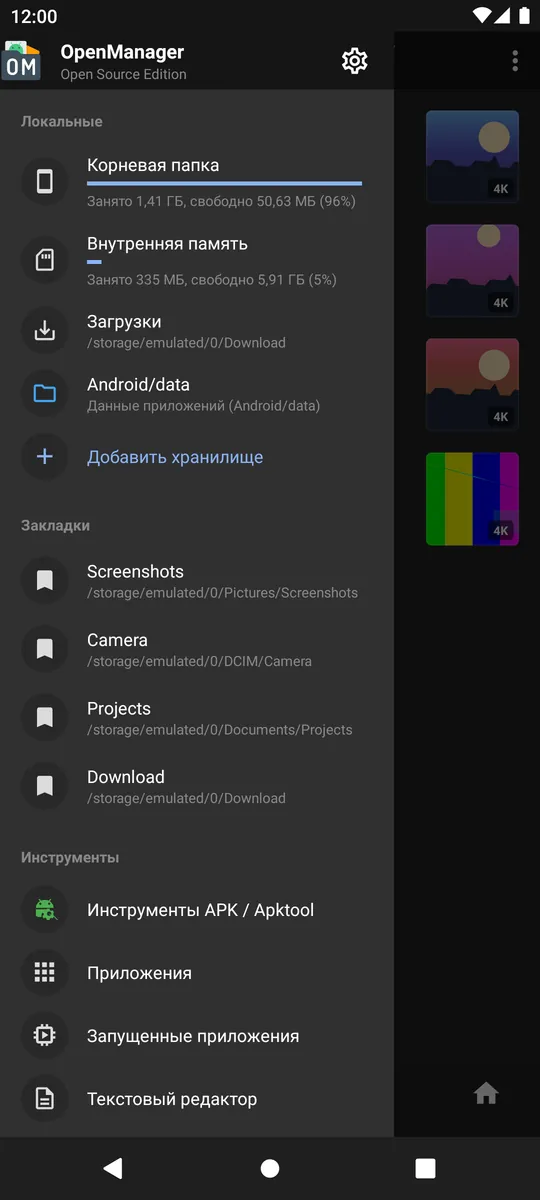 12:00
OpenManager
Open Source Edition
OM
Локальные
Корневая папка
Занято 1,41 ГБ, свободно 50,63 МБ (96%)
Внутренняя память
Занято 335 МБ, свободно 5,91 ГБ (5%)
Загрузки
/storage/emulated/0/Download
Android/data
Данные приложений (Android/data)
Добавить хранилище
Закладки
Screenshots
/storage/emulated/0/Pictures/Screenshots
Camera
/storage/emulated/0/DCIM/Camera
Projects
/storage/emulated/0/Documents/Projects
Download
/storage/emulated/0/Download
Инструменты
Инструменты APK / Apktool
Приложения
Запущенные приложения
Текстовый редактор
4K
4K
4K
4K